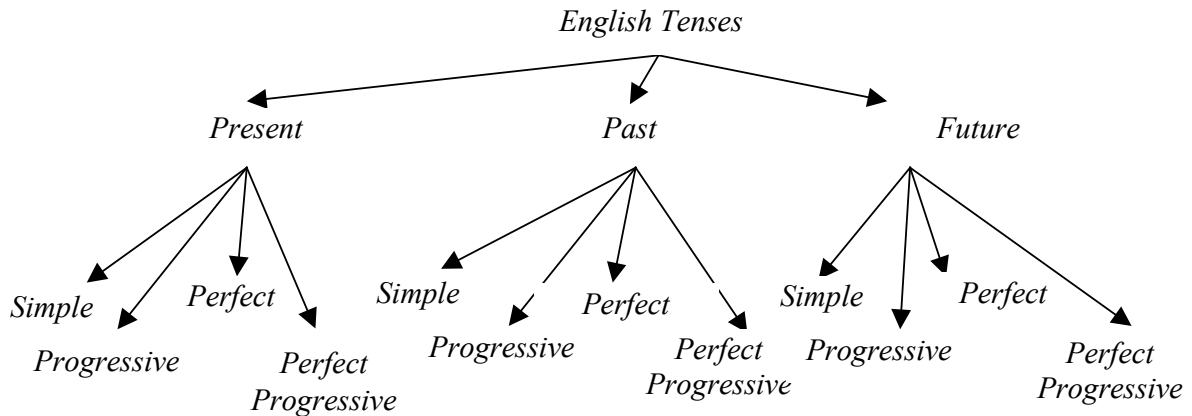 English Tenses
Present Past Future
Simple Perfect Simple Perfect Simple Perfect
Progressive Perfect Progressive Progressive Perfect Progressive Progressive Perfect Progressive